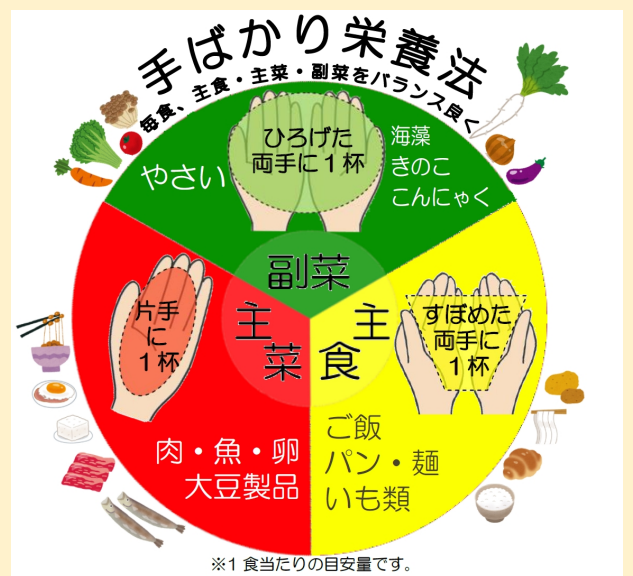 手ばかり栄養法
毎食、主食・主菜・副菜をバランス良く
やさい
ひろげた
両手に1杯
海藻
きのこ
こんにゃく
副菜
主菜
片手
に
1杯
肉・魚・卵
大豆製品
主食
すぼめた
両手に
1杯
ご飯
パン・麺
いも類
※1 食当たりの目安量です。